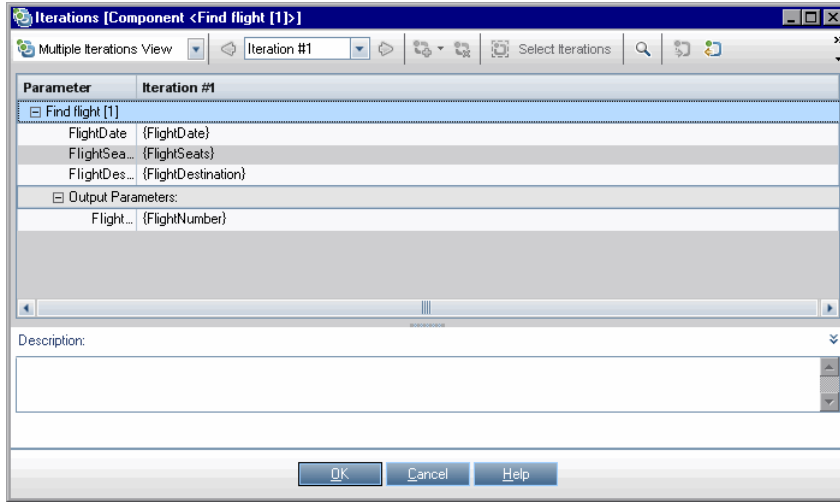 Iterations [Component <Find flight [1]>]
Multiple Iterations View Iteration #1 Select Iterations
Parameter Iteration #1
Find flight [1]
FlightDate {FlightDate}
FlightSea... {FlightSeats}
FlightDes... {FlightDestination}
Output Parameters:
Flight... {FlightNumber}
Description:
OK Cancel Help